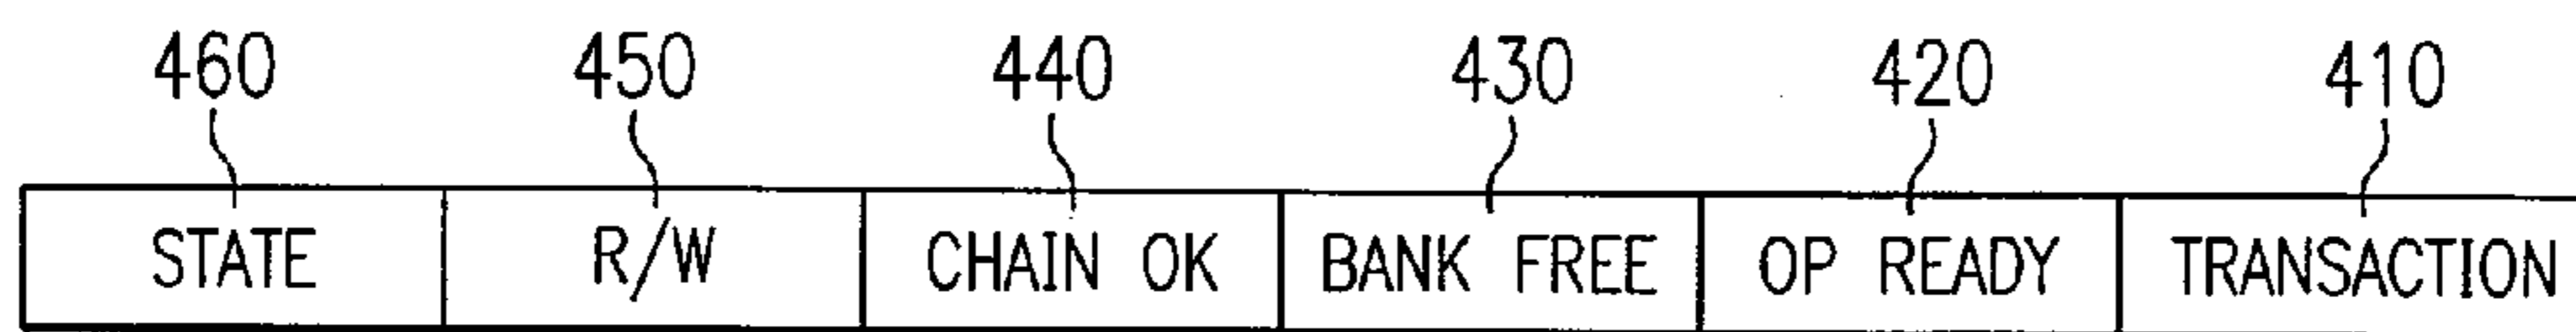 460 450 440 430 420 410
STATE R/W CHAIN OK BANK FREE OP READY TRANSACTION